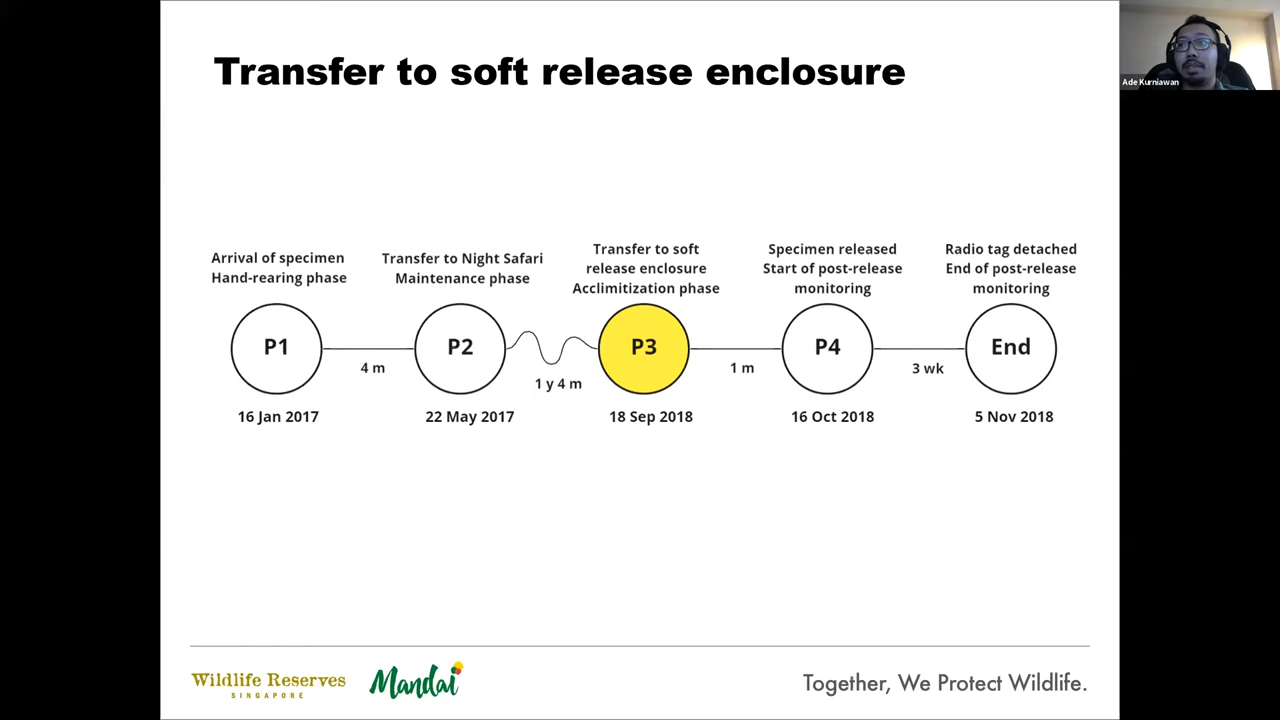 Transfer to soft release enclosure
Ade Kurniawan
Arrival of specimen
Hand-rearing phase
Transfer to Night Safari
Maintenance phase
Transfer to soft
release enclosure
Acclimitization phase
Specimen released
Start of post-release
monitoring
Radio tag detached
End of post-release
monitoring
P1
P2
P3
P4
End
4 m
1 y 4 m
1 m
3 wk
16 Jan 2017
22 May 2017
18 Sep 2018
16 Oct 2018
5 Nov 2018
Wildlife Reserves
SINGAPORE
Mandai
Together, We Protect Wildlife.